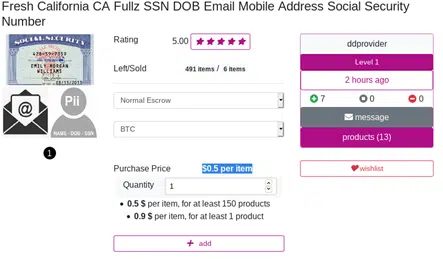 Fresh California CA Fullz SSN DOB Email Mobile Address Social Security
Number
SOCIAL SECURITY
Pii
NAME - DOB - SSN
1
Rating
5.00
Left/Sold
491 items / 6 items
Normal Escrow
BTC
Purchase Price
$0.5 per item
Quantity
1
0.5 $ per item, for at least 150 products
0.9 $ per item, for at least 1 product
add
ddprovider
Level 1
2 hours ago
7 0 0
message
products (13)
wishlist